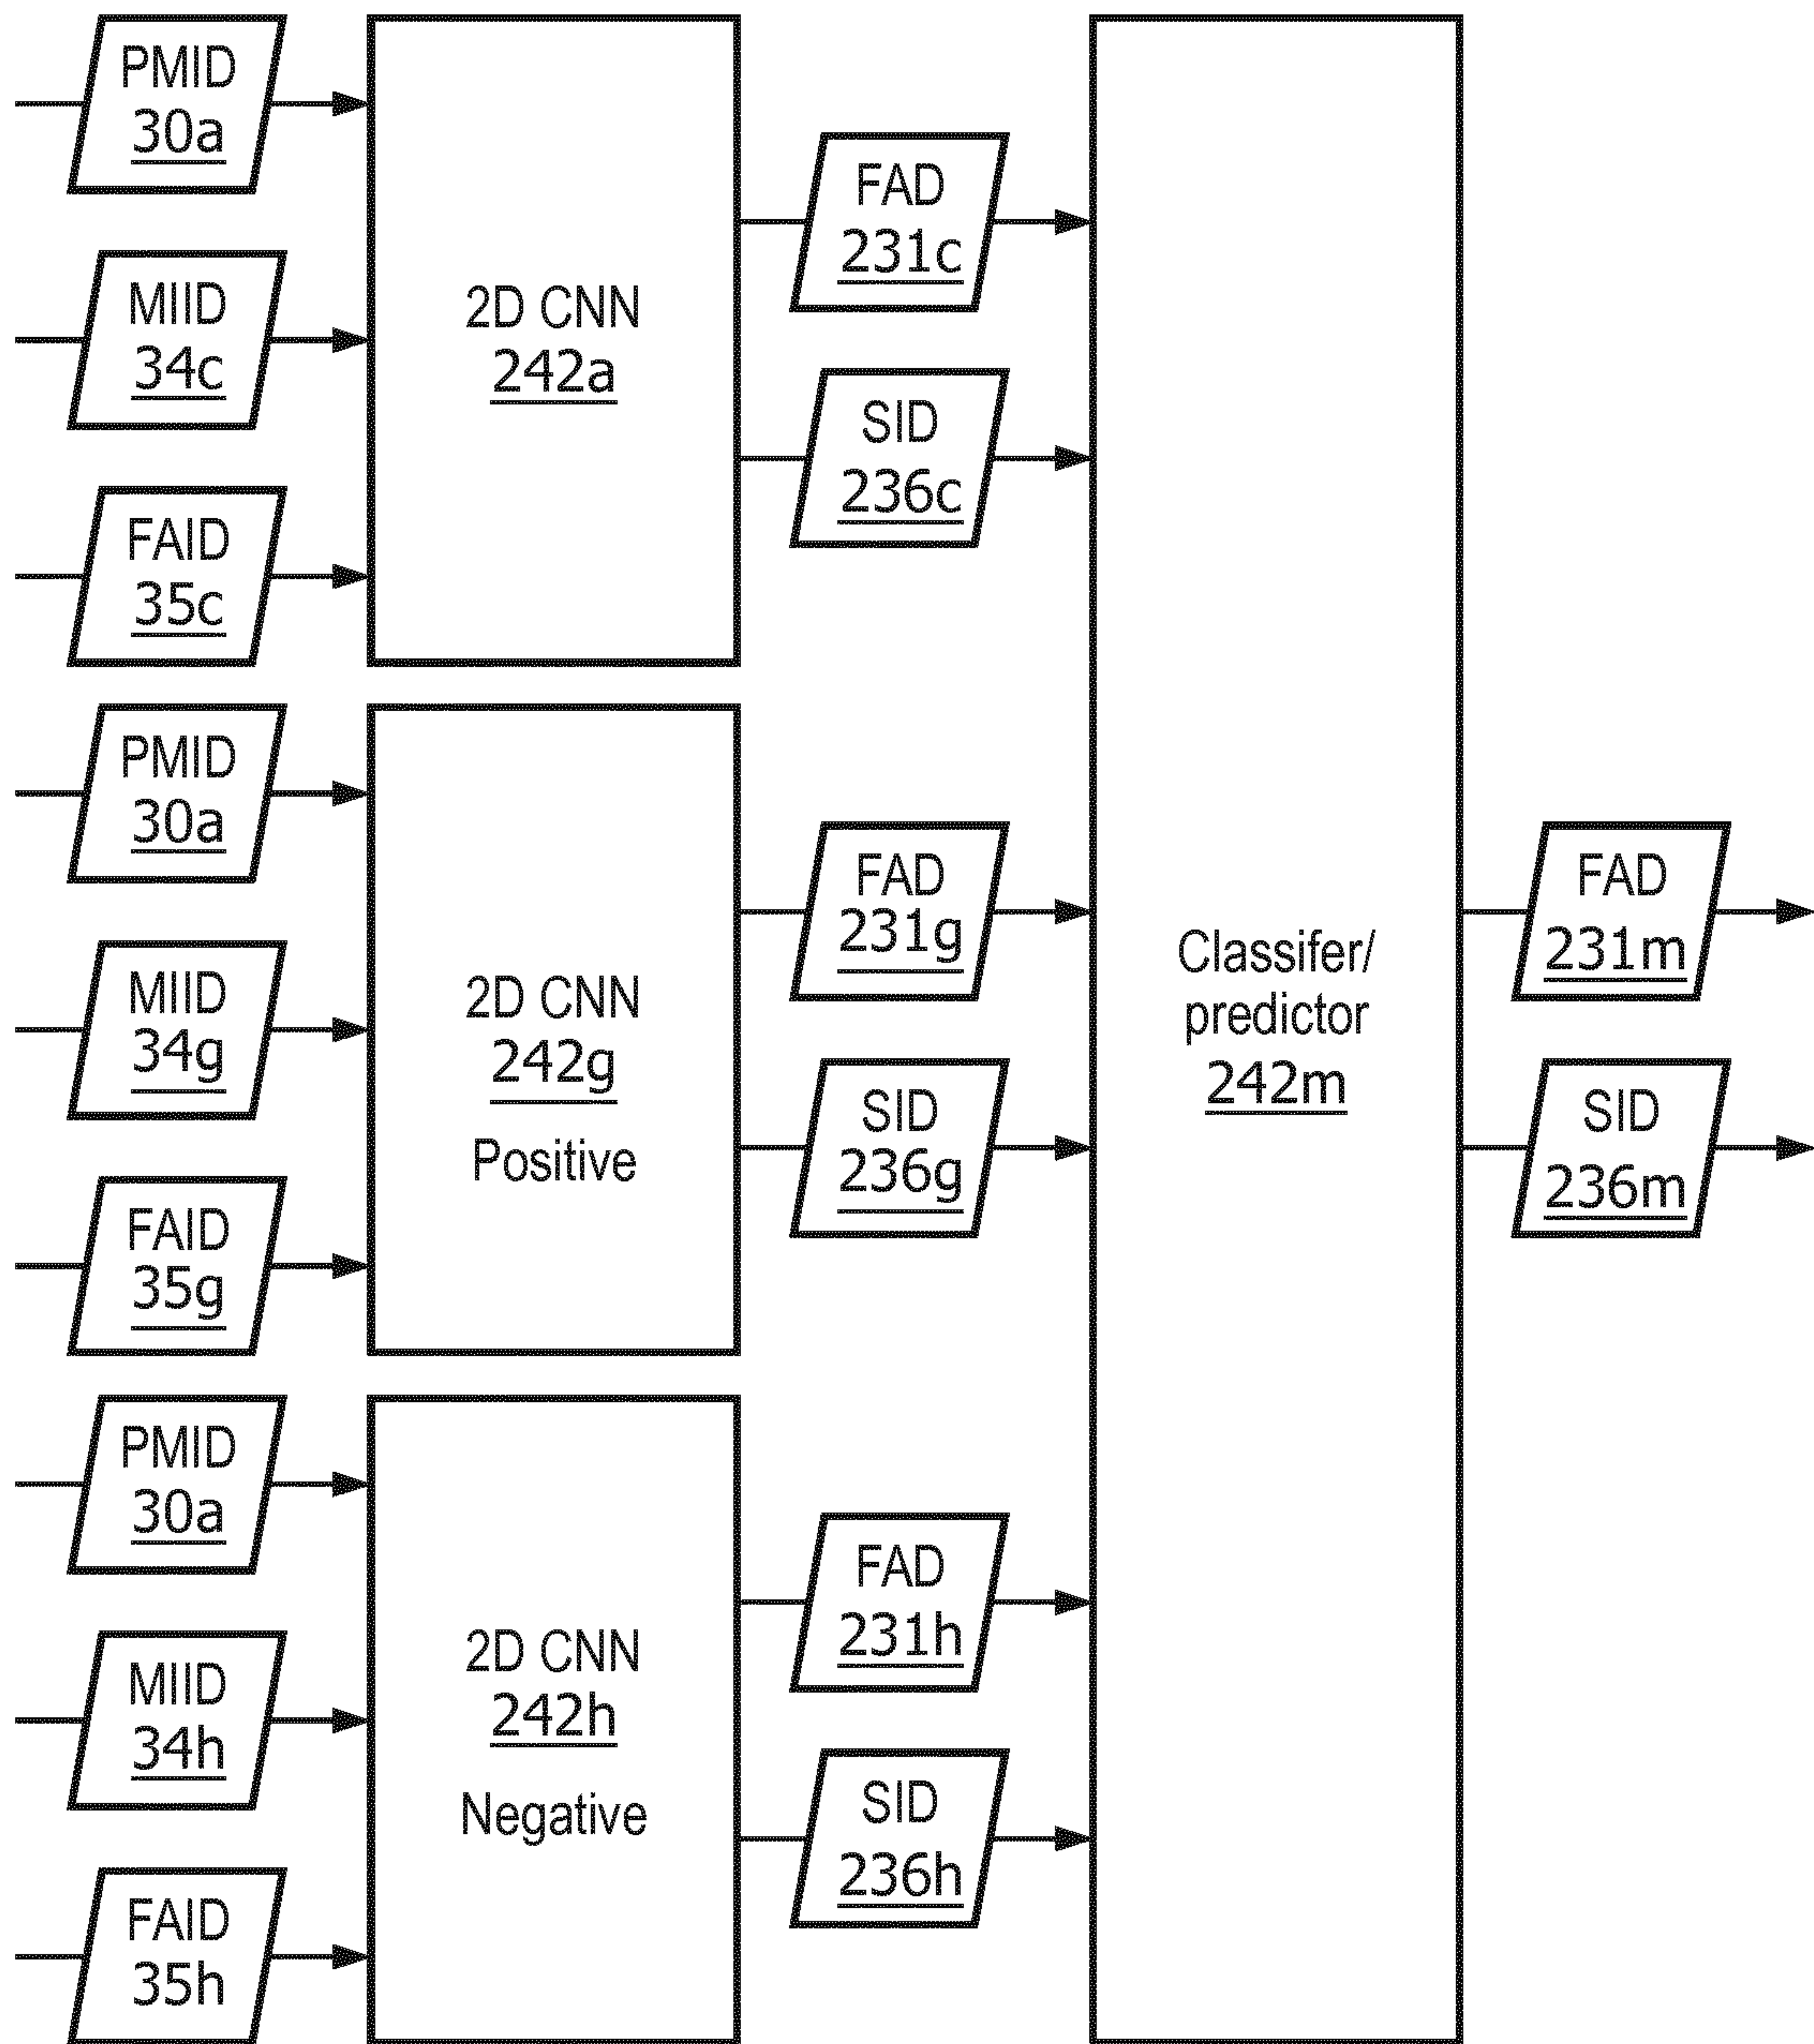 PMID
30a
MIID
34c
FAID
35c
2D CNN
242a
FAD
231c
SID
236c
PMID
30a
MIID
34g
FAID
35g
2D CNN
242g
Positive
FAD
231g
SID
236g
PMID
30a
MIID
34h
FAID
35h
2D CNN
242h
Negative
FAD
231h
SID
236h
Classifer/
predictor
242m
FAD
231m
SID
236m